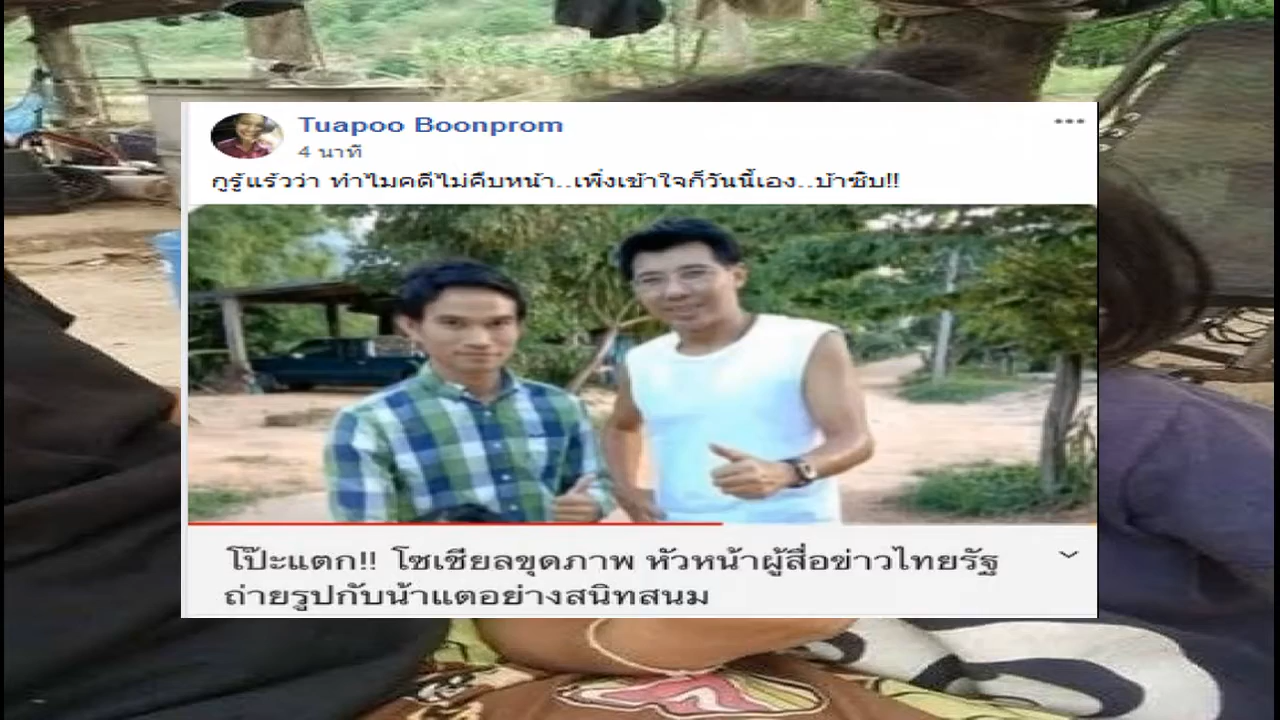 Tuapoo Boonprom
4 นาที
กูรู้แร้วว่า ทำไมคดีไม่คืบหน้า..เพิ่งเข้าใจก็วันนี้เอง..บ้าซิบ!!
โป๊ะแตก!! โซเชียลขุดภาพ หัวหน้าผู้สื่อข่าวไทยรัฐ
ถ่ายรูปกับน้าแตอย่างสนิทสนม